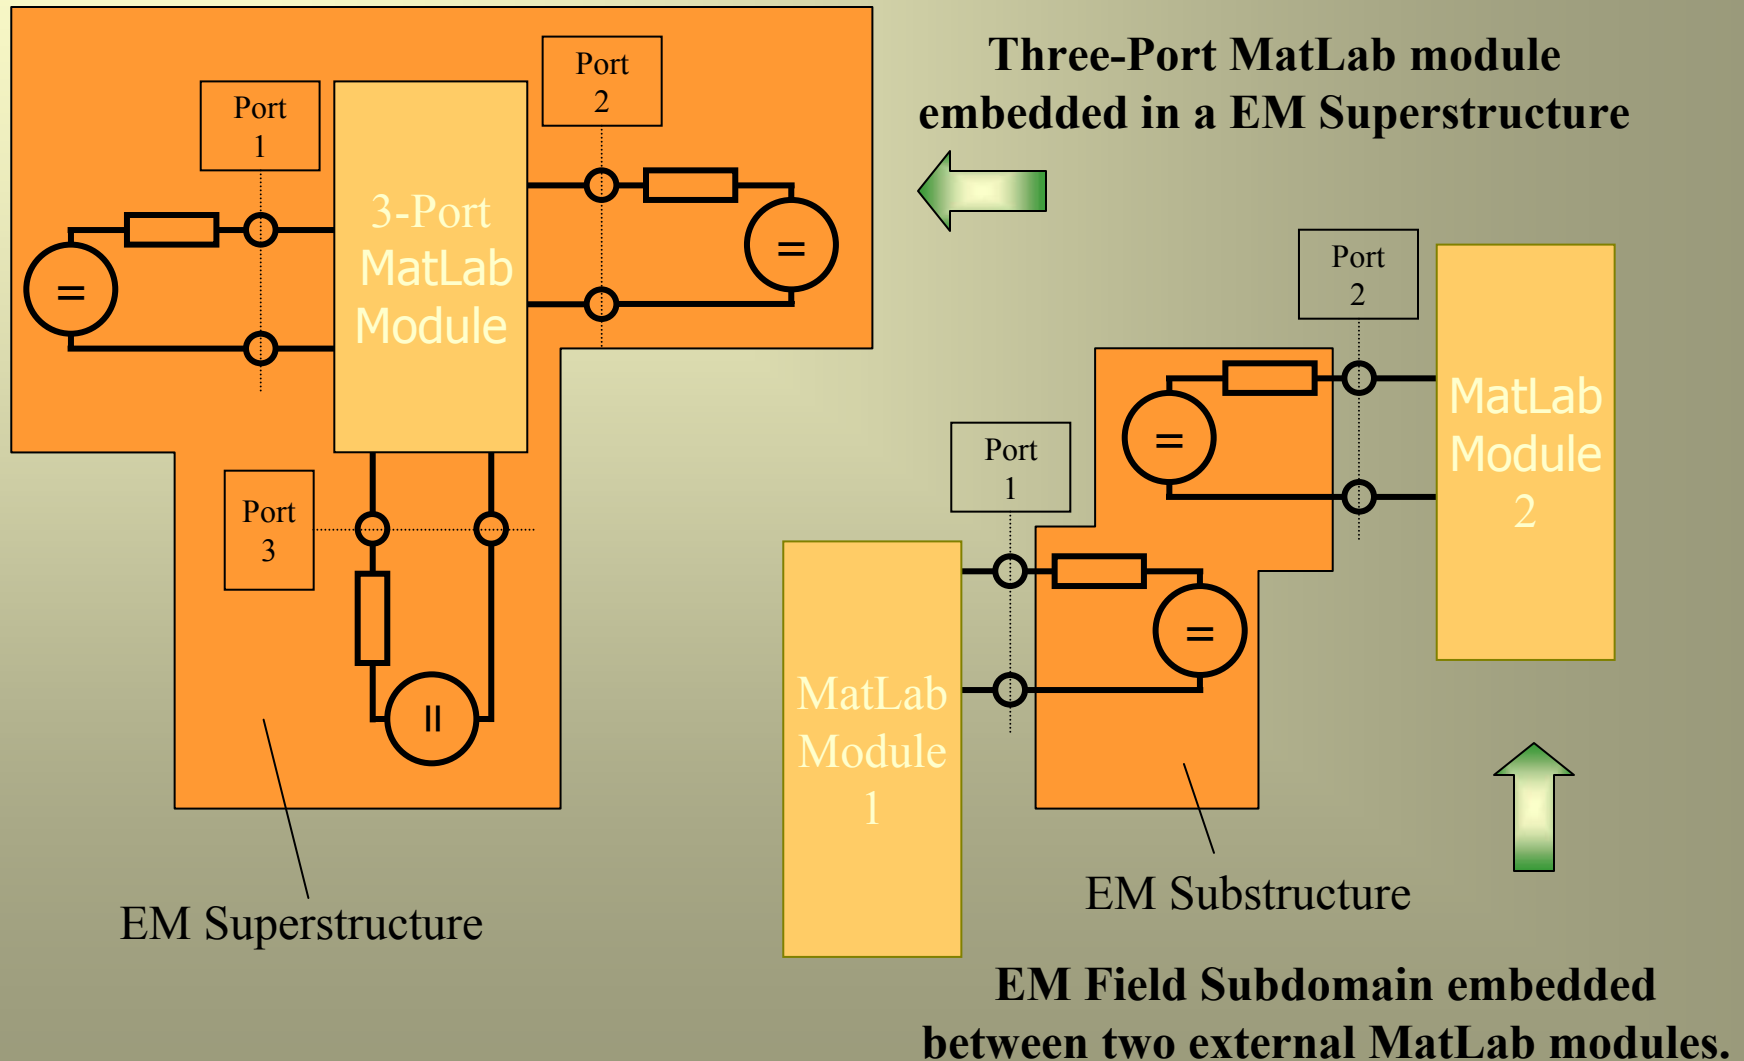 Three-Port MatLab module
embedded in a EM Superstructure
Port
1
Port
2
3-Port
MatLab
Module
=
=
Port
3
=
EM Superstructure
Port
2
MatLab
Module
2
=
Port
1
=
MatLab
Module
1
EM Substructure
EM Field Subdomain embedded
between two external MatLab modules.